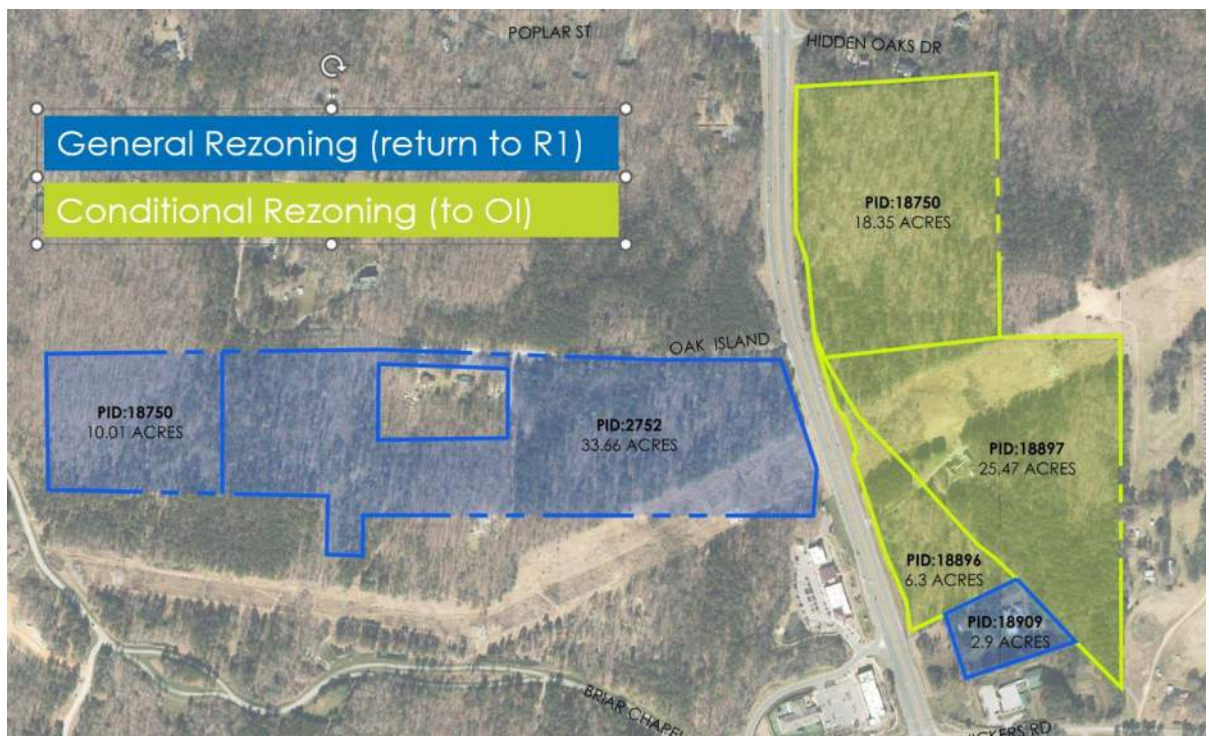 POPLAR ST
HIDDEN OAKS DR
General Rezoning (return to R1)
Conditional Rezoning (to OI)
PID:18750
18.35 ACRES
OAK ISLAND
PID:18750
10.01 ACRES
PID:2752
33.66 ACRES
PID:18897
25.47 ACRES
PID:18896
6.3 ACRES
PID:18909
2.9 ACRES
BRIAR CHAPEL
ICKERS RD